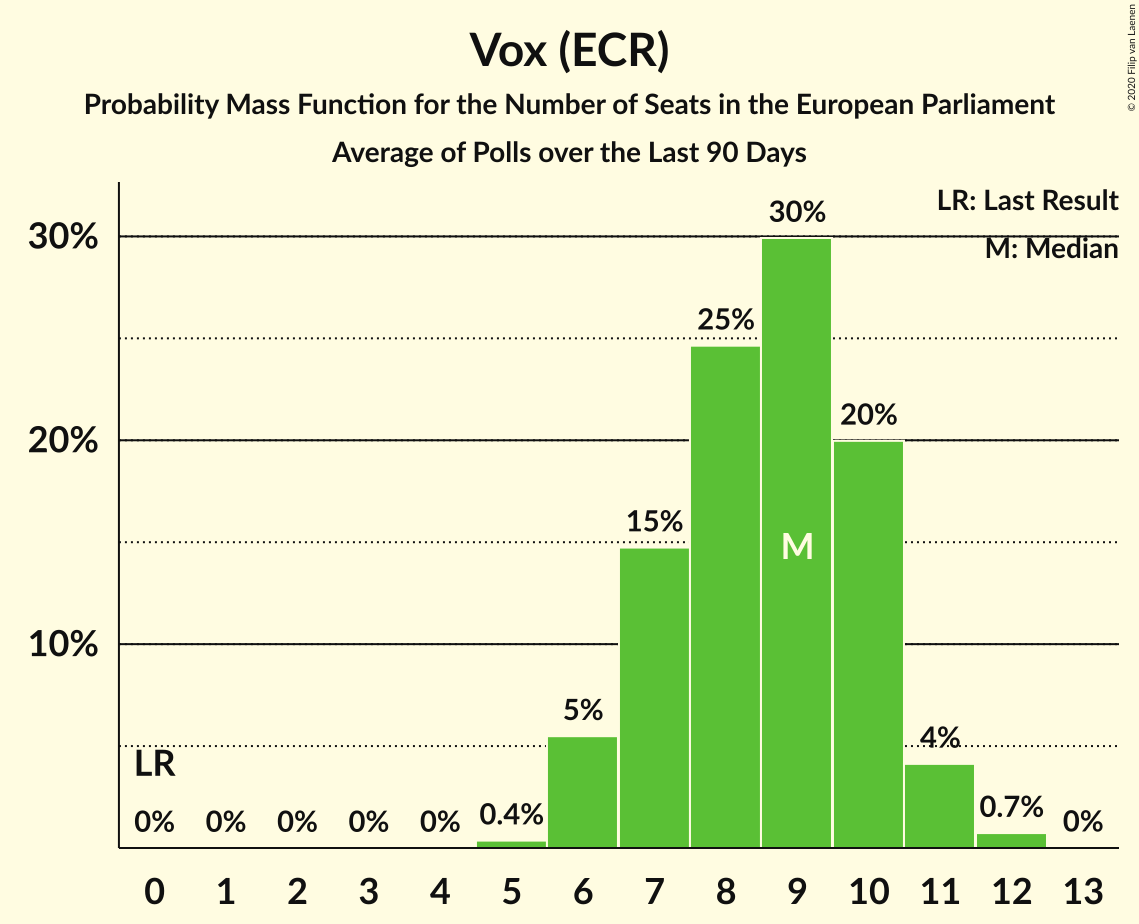 Vox (ECR)
Probability Mass Function for the Number of Seats in the European Parliament
Average of Polls over the Last 90 Days
© 2020 Filip van Laenen
LR: Last Result
M: Median
30%
20%
10%
LR
0%
0%
0%
0%
0%
0.4%
5%
15%
25%
30%
M
20%
4%
0.7%
0%
0 1 2 3 4 5 6 7 8 9 10 11 12 13